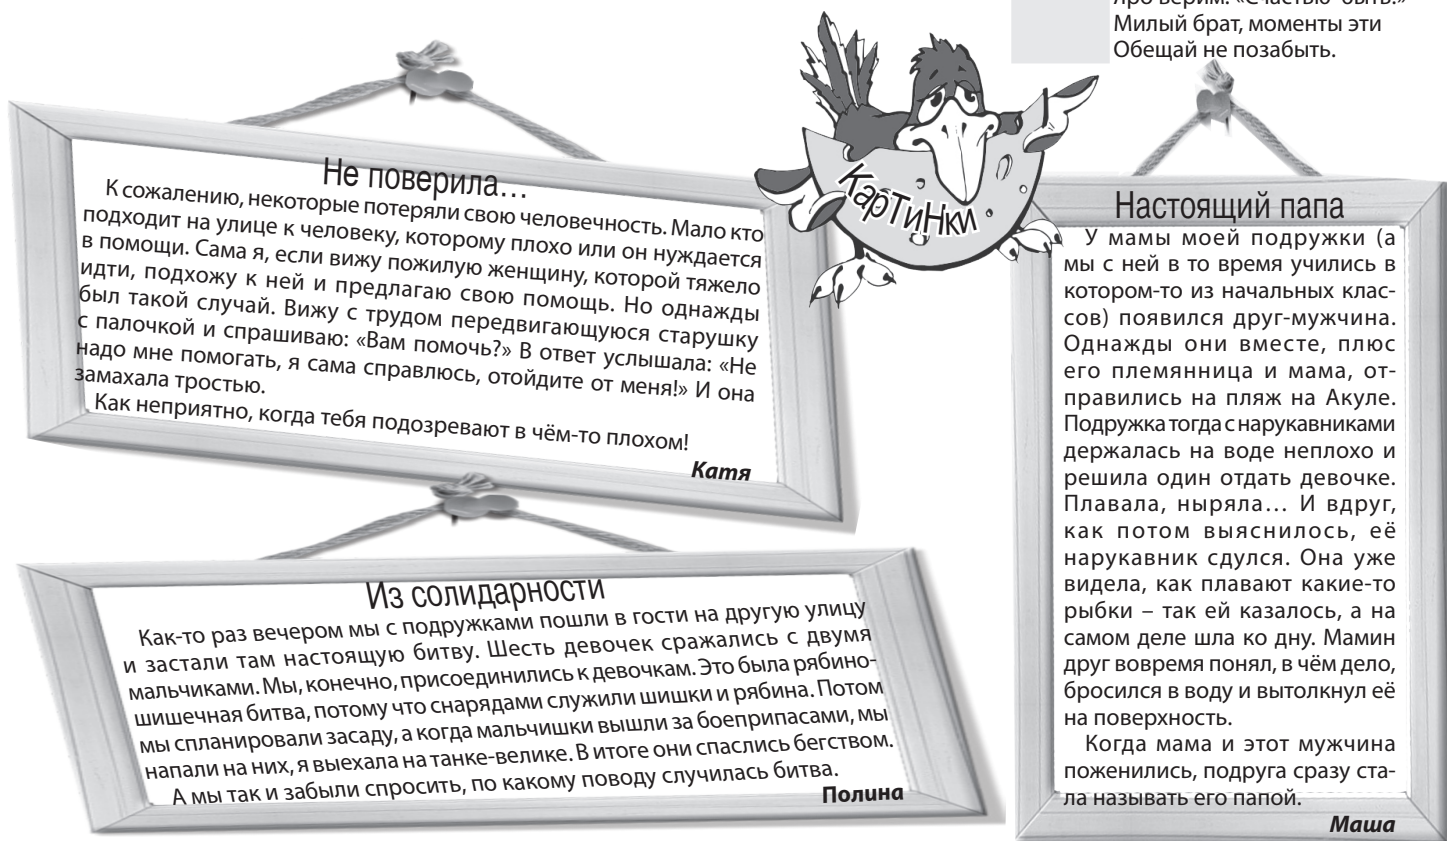 Милый брат, моменты эти
Обещай не позабыть.
КарТиНки
Не поверила...
К сожалению, некоторые потеряли свою человечность. Мало кто
подходит на улице к человеку, которому плохо или он нуждается
в помощи. Сама я, если вижу пожилую женщину, которой тяжело
идти, подхожу к ней и предлагаю свою помощь. Но однажды
был такой случай. Вижу с трудом передвигающуюся старушку
с палочкой и спрашиваю: «Вам помочь?» В ответ услышала: «Не
надо мне помогать, я сама справлюсь, отойдите от меня!» И она
замахала тростью.
Как неприятно, когда тебя подозревают в чём-то плохом!
Катя
Из солидарности
Как-то раз вечером мы с подружками пошли в гости на другую улицу
и застали там настоящую битву. Шесть девочек сражались с двумя
мальчиками. Мы, конечно, присоединились к девочкам. Это была рябино-
шишечная битва, потому что снарядами служили шишки и рябина. Потом
мы спланировали засаду, а когда мальчишки вышли за боеприпасами, мы
напали на них, я выехала на танке-велике. В итоге они спаслись бегством.
А мы так и забыли спросить, по какому поводу случилась битва.
Полина
Настоящий папа
У мамы моей подружки (а
мы с ней в то время учились в
котором-то из начальных клас-
сов) появился друг-мужчина.
Однажды они вместе, плюс
его племянница и мама, от-
правились на пляж на Акуле.
Подружка тогда с нарукавниками
держалась на воде неплохо и
решила один отдать девочке.
Плавала, ныряла... И вдруг,
как потом выяснилось, её
нарукавник сдулся. Она уже
видела, как плавают какие-то
рыбки – так ей казалось, а на
самом деле шла ко дну. Мамин
друг вовремя понял, в чём дело,
бросился в воду и вытолкнул её
на поверхность.
Когда мама и этот мужчина
поженились, подруга сразу ста-
ла называть его папой.
Маша